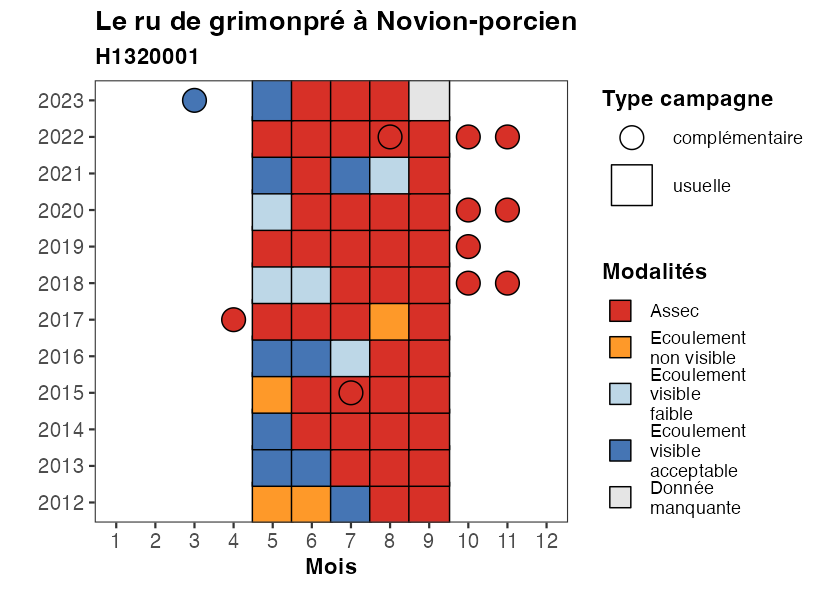 Le ru de grimonpré à Novion-porcien
H1320001
2023
2022
2021
2020
2019
2018
2017
2016
2015
2014
2013
2012
1 2 3 4 5 6 7 8 9 10 11 12
Mois
Type campagne
complémentaire
usuelle
Modalités
Assec
Ecoulement
non visible
Ecoulement
visible
faible
Ecoulement
visible
acceptable
Donnée
manquante